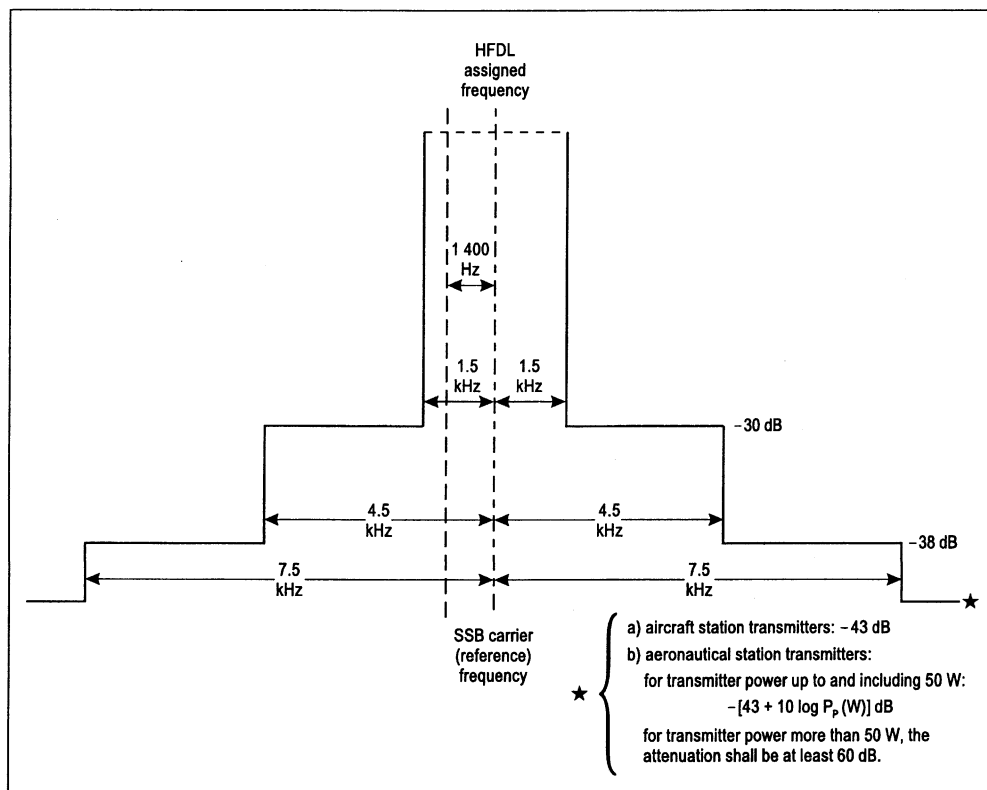 HFDL
assigned
frequency
1 400
Hz
1.5
kHz
1.5
kHz
−30 dB
4.5
kHz
4.5
kHz
−38 dB
7.5
kHz
7.5
kHz
★
SSB carrier
(reference)
frequency
★
a) aircraft station transmitters: −43 dB
b) aeronautical station transmitters:
for transmitter power up to and including 50 W:
−[43 + 10 log Pₚ (W)] dB
for transmitter power more than 50 W, the
attenuation shall be at least 60 dB.